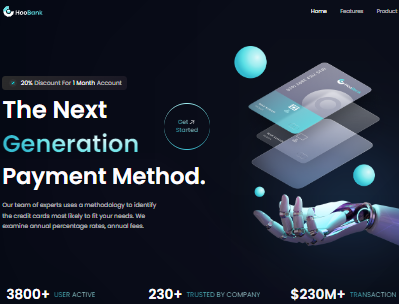 HooBank
Home Features Product
20% Discount For 1 Month Account
The Next
Generation
Payment Method.
Get
Started
Our team of experts uses a methodology to identify
the credit cards most likely to fit your needs. We
examine annual percentage rates, annual fees.
HooBank
3800+ USER ACTIVE
230+ TRUSTED BY COMPANY
$230M+ TRANSACTION